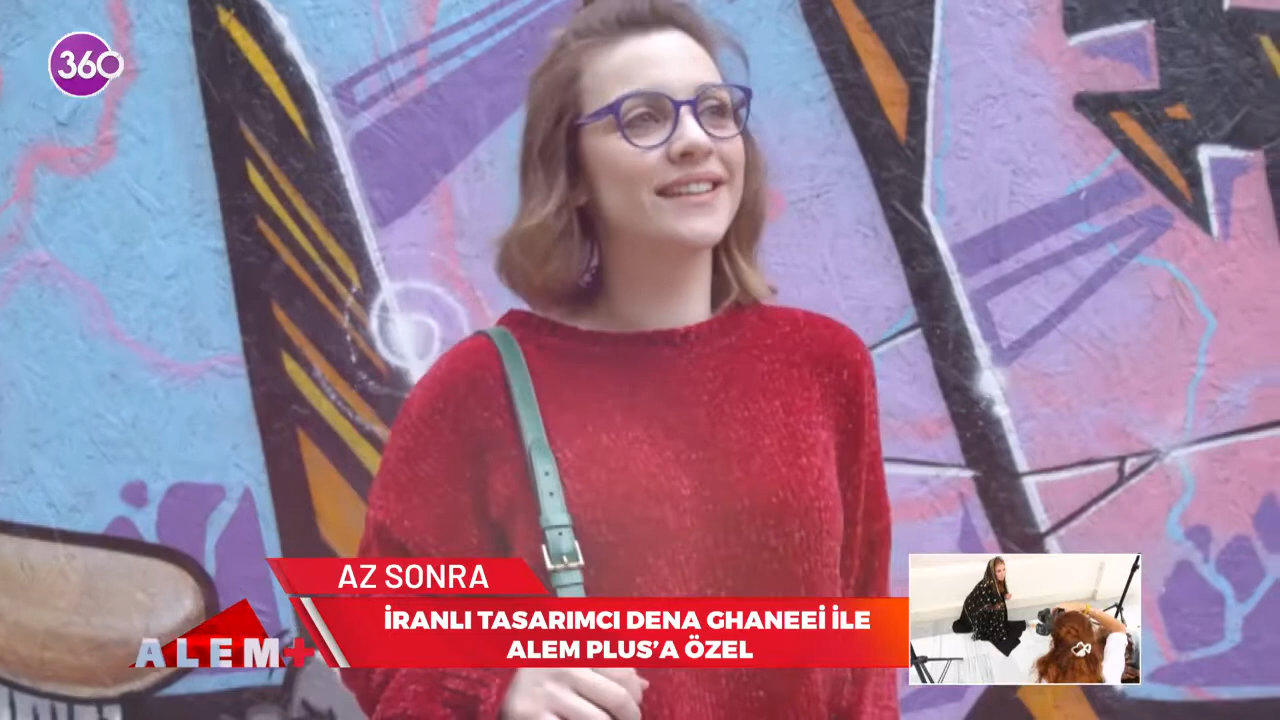 360
AZ SONRA
İRANLI TASARIMCI DENA GHANEEİ İLE
ALEM PLUS'A ÖZEL
ALEM+